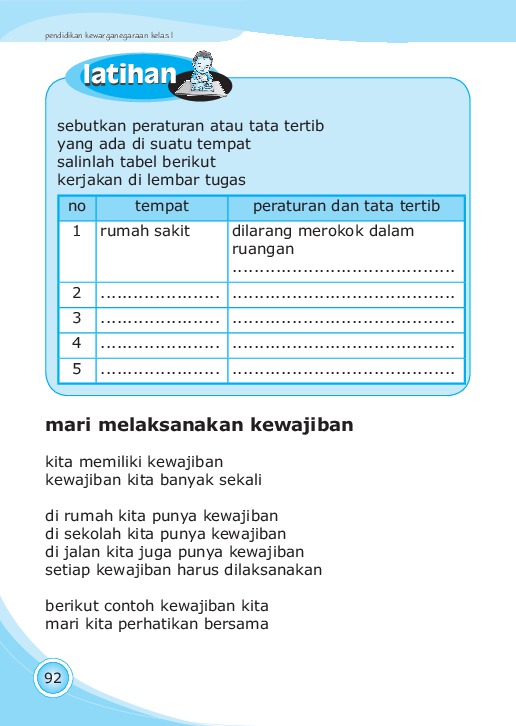 pendidikan kewarganegaraan kelas I
latihan
sebutkan peraturan atau tata tertib
yang ada di suatu tempat
salinlah tabel berikut
kerjakan di lembar tugas
no tempat peraturan dan tata tertib
1 rumah sakit dilarang merokok dalam
ruangan
.........................................
2 ...................... .........................................
3 ...................... .........................................
4 ...................... .........................................
5 ...................... .........................................
mari melaksanakan kewajiban
kita memiliki kewajiban
kewajiban kita banyak sekali
di rumah kita punya kewajiban
di sekolah kita punya kewajiban
di jalan kita juga punya kewajiban
setiap kewajiban harus dilaksanakan
berikut contoh kewajiban kita
mari kita perhatikan bersama
92